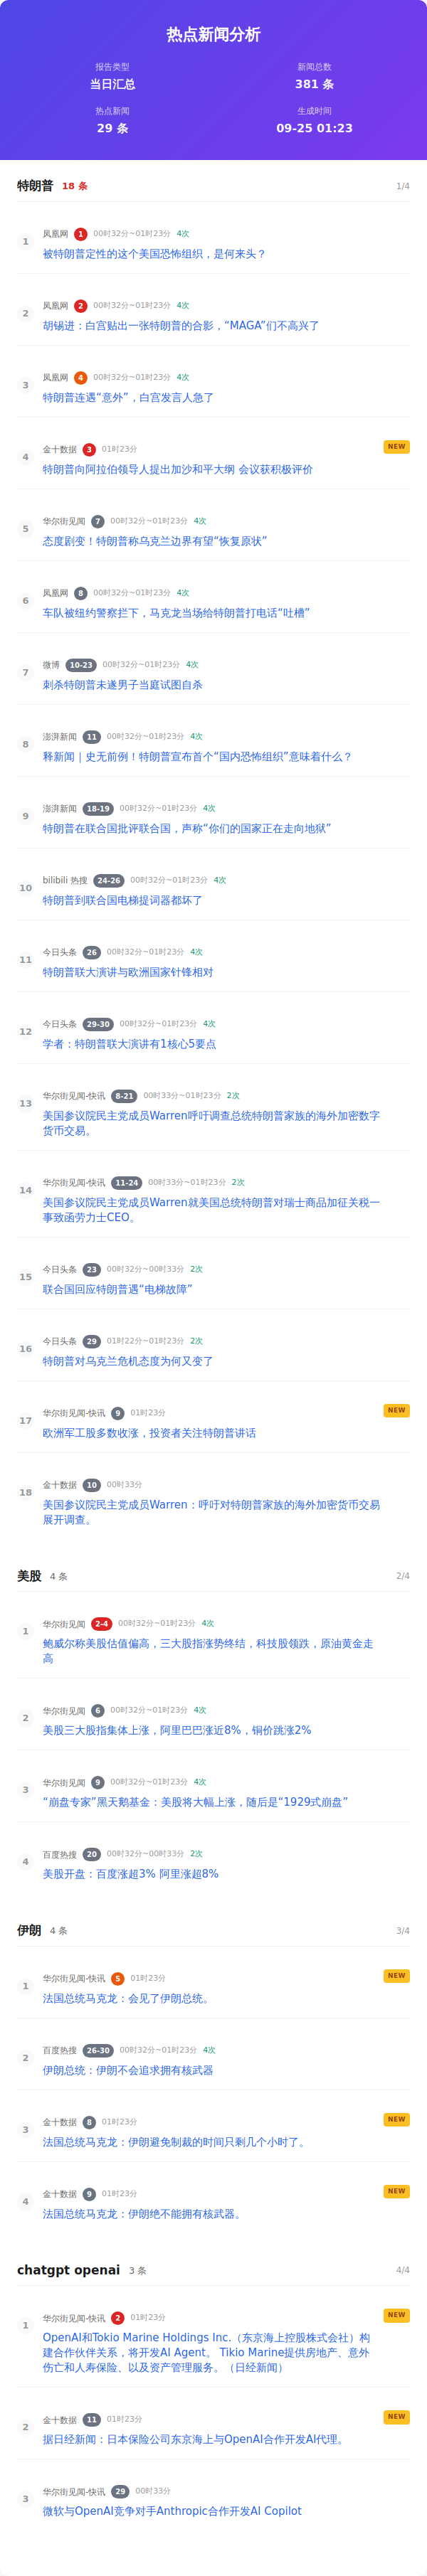 热点新闻分析
报告类型
新闻总数
当日汇总
381 条
热点新闻
生成时间
29 条
09-25 01:23
特朗普 18 条 1/4
1 凤凰网 1 00时32分~01时23分 4次
被特朗普定性的这个美国恐怖组织，是何来头？
2 凤凰网 2 00时32分~01时23分 4次
胡锡进：白宫贴出一张特朗普的合影，“MAGA”们不高兴了
3 凤凰网 4 00时32分~01时23分 4次
特朗普连遇“意外”，白宫发言人急了
4 金十数据 3 01时23分 NEW
特朗普向阿拉伯领导人提出加沙和平大纲 会议获积极评价
5 华尔街见闻 7 00时32分~01时23分 4次
态度剧变！特朗普称乌克兰边界有望“恢复原状”
6 凤凰网 8 00时32分~01时23分 4次
车队被纽约警察拦下，马克龙当场给特朗普打电话“吐槽”
7 微博 10-23 00时32分~01时23分 4次
刺杀特朗普未遂男子当庭试图自杀
8 澎湃新闻 11 00时32分~01时23分 4次
释新闻｜史无前例！特朗普宣布首个“国内恐怖组织”意味着什么？
9 澎湃新闻 18-19 00时32分~01时23分 4次
特朗普在联合国批评联合国，声称“你们的国家正在走向地狱”
10 bilibili 热搜 24-26 00时32分~01时23分 4次
特朗普到联合国电梯提词器都坏了
11 今日头条 26 00时32分~01时23分 4次
特朗普联大演讲与欧洲国家针锋相对
12 今日头条 29-30 00时32分~01时23分 4次
学者：特朗普联大演讲有1核心5要点
13 华尔街见闻-快讯 8-21 00时33分~01时23分 2次
美国参议院民主党成员Warren呼吁调查总统特朗普家族的海外加密数字
货币交易。
14 华尔街见闻-快讯 11-24 00时33分~01时23分 2次
美国参议院民主党成员Warren就美国总统特朗普对瑞士商品加征关税一
事致函劳力士CEO。
15 今日头条 23 00时32分~00时33分 2次
联合国回应特朗普遇“电梯故障”
16 今日头条 29 01时22分~01时23分 2次
特朗普对乌克兰危机态度为何又变了
17 华尔街见闻-快讯 9 01时23分 NEW
欧洲军工股多数收涨，投资者关注特朗普讲话
18 金十数据 10 00时33分
美国参议院民主党成员Warren：呼吁对特朗普家族的海外加密货币交易
展开调查。
美股 4 条 2/4
1 华尔街见闻 2-4 00时32分~01时23分 4次
鲍威尔称美股估值偏高，三大股指涨势终结，科技股领跌，原油黄金走
高
2 华尔街见闻 6 00时32分~01时23分 4次
美股三大股指集体上涨，阿里巴巴涨近8%，铜价跳涨2%
3 华尔街见闻 9 00时32分~01时23分 4次
“崩盘专家”黑天鹅基金：美股将大幅上涨，随后是“1929式崩盘”
4 百度热搜 20 00时32分~00时33分 2次
美股开盘：百度涨超3% 阿里涨超8%
伊朗 4 条 3/4
1 华尔街见闻-快讯 5 01时23分 NEW
法国总统马克龙：会见了伊朗总统。
2 百度热搜 26-30 00时32分~01时23分 4次
伊朗总统：伊朗不会追求拥有核武器
3 金十数据 8 01时23分 NEW
法国总统马克龙：伊朗避免制裁的时间只剩几个小时了。
4 金十数据 9 01时23分 NEW
法国总统马克龙：伊朗绝不能拥有核武器。
chatgpt openai 3 条 4/4
1 华尔街见闻-快讯 2 01时23分 NEW
OpenAI和Tokio Marine Holdings Inc.（东京海上控股株式会社）构
建合作伙伴关系，将开发AI Agent。 Tikio Marine提供房地产、意外
伤亡和人寿保险、以及资产管理服务。（日经新闻）
2 金十数据 11 01时23分 NEW
据日经新闻：日本保险公司东京海上与OpenAI合作开发AI代理。
3 华尔街见闻-快讯 29 00时33分
微软与OpenAI竞争对手Anthropic合作开发AI Copilot